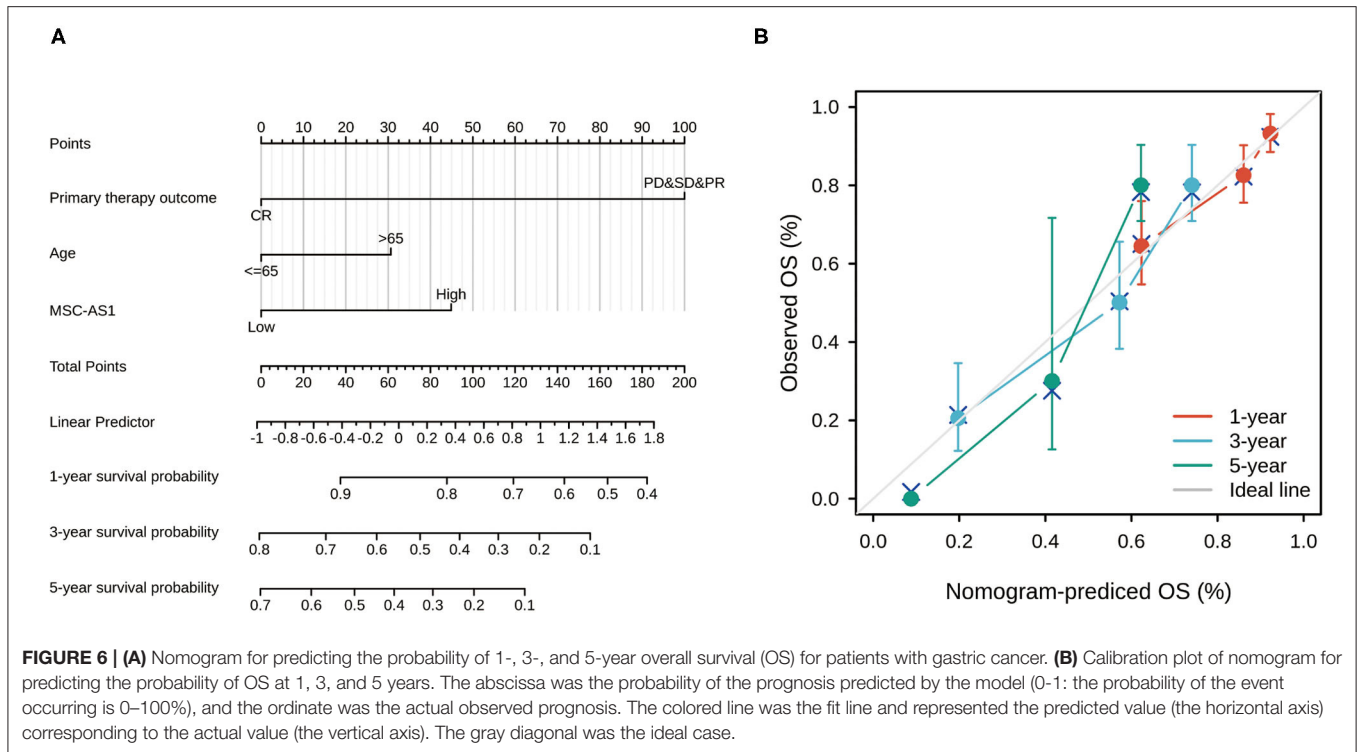 A
B
0 10 20 30 40 50 60 70 80 90 100
Points
PD&SD&PR
Primary therapy outcome
CR
>65
Age
<=65
High
MSC-AS1
Low
Total Points
0 20 40 60 80 100 120 140 160 180 200
Linear Predictor
-1 -0.8 -0.6 -0.4 -0.2 0 0.2 0.4 0.6 0.8 1 1.2 1.4 1.6 1.8
1-year survival probability
0.9 0.8 0.7 0.6 0.5 0.4
3-year survival probability
0.8 0.7 0.6 0.5 0.4 0.3 0.2 0.1
5-year survival probability
0.7 0.6 0.5 0.4 0.3 0.2 0.1
Observed OS (%)
1.0
0.8
0.6
0.4
0.2
0.0
1-year
3-year
5-year
Ideal line
0.0 0.2 0.4 0.6 0.8 1.0
Nomogram-prediced OS (%)
FIGURE 6 | (A) Nomogram for predicting the probability of 1-, 3-, and 5-year overall survival (OS) for patients with gastric cancer. (B) Calibration plot of nomogram for
predicting the probability of OS at 1, 3, and 5 years. The abscissa was the probability of the prognosis predicted by the model (0-1: the probability of the event
occurring is 0–100%), and the ordinate was the actual observed prognosis. The colored line was the fit line and represented the predicted value (the horizontal axis)
corresponding to the actual value (the vertical axis). The gray diagonal was the ideal case.